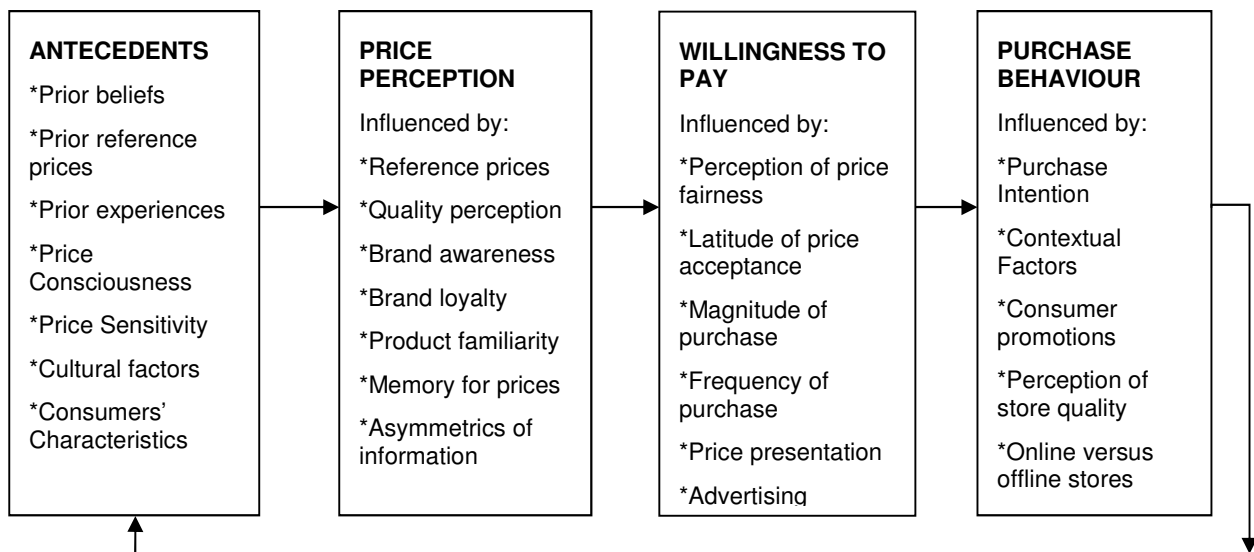 ANTECEDENTS
*Prior beliefs
*Prior reference
prices
*Prior experiences
*Price
Consciousness
*Price Sensitivity
*Cultural factors
*Consumers’
Characteristics
PRICE
PERCEPTION
Influenced by:
*Reference prices
*Quality perception
*Brand awareness
*Brand loyalty
*Product familiarity
*Memory for prices
*Asymmetrics of
information
WILLINGNESS TO
PAY
Influenced by:
*Perception of price
fairness
*Latitude of price
acceptance
*Magnitude of
purchase
*Frequency of
purchase
*Price presentation
*Advertising
PURCHASE
BEHAVIOUR
Influenced by:
*Purchase
Intention
*Contextual
Factors
*Consumer
promotions
*Perception of
store quality
*Online versus
offline stores